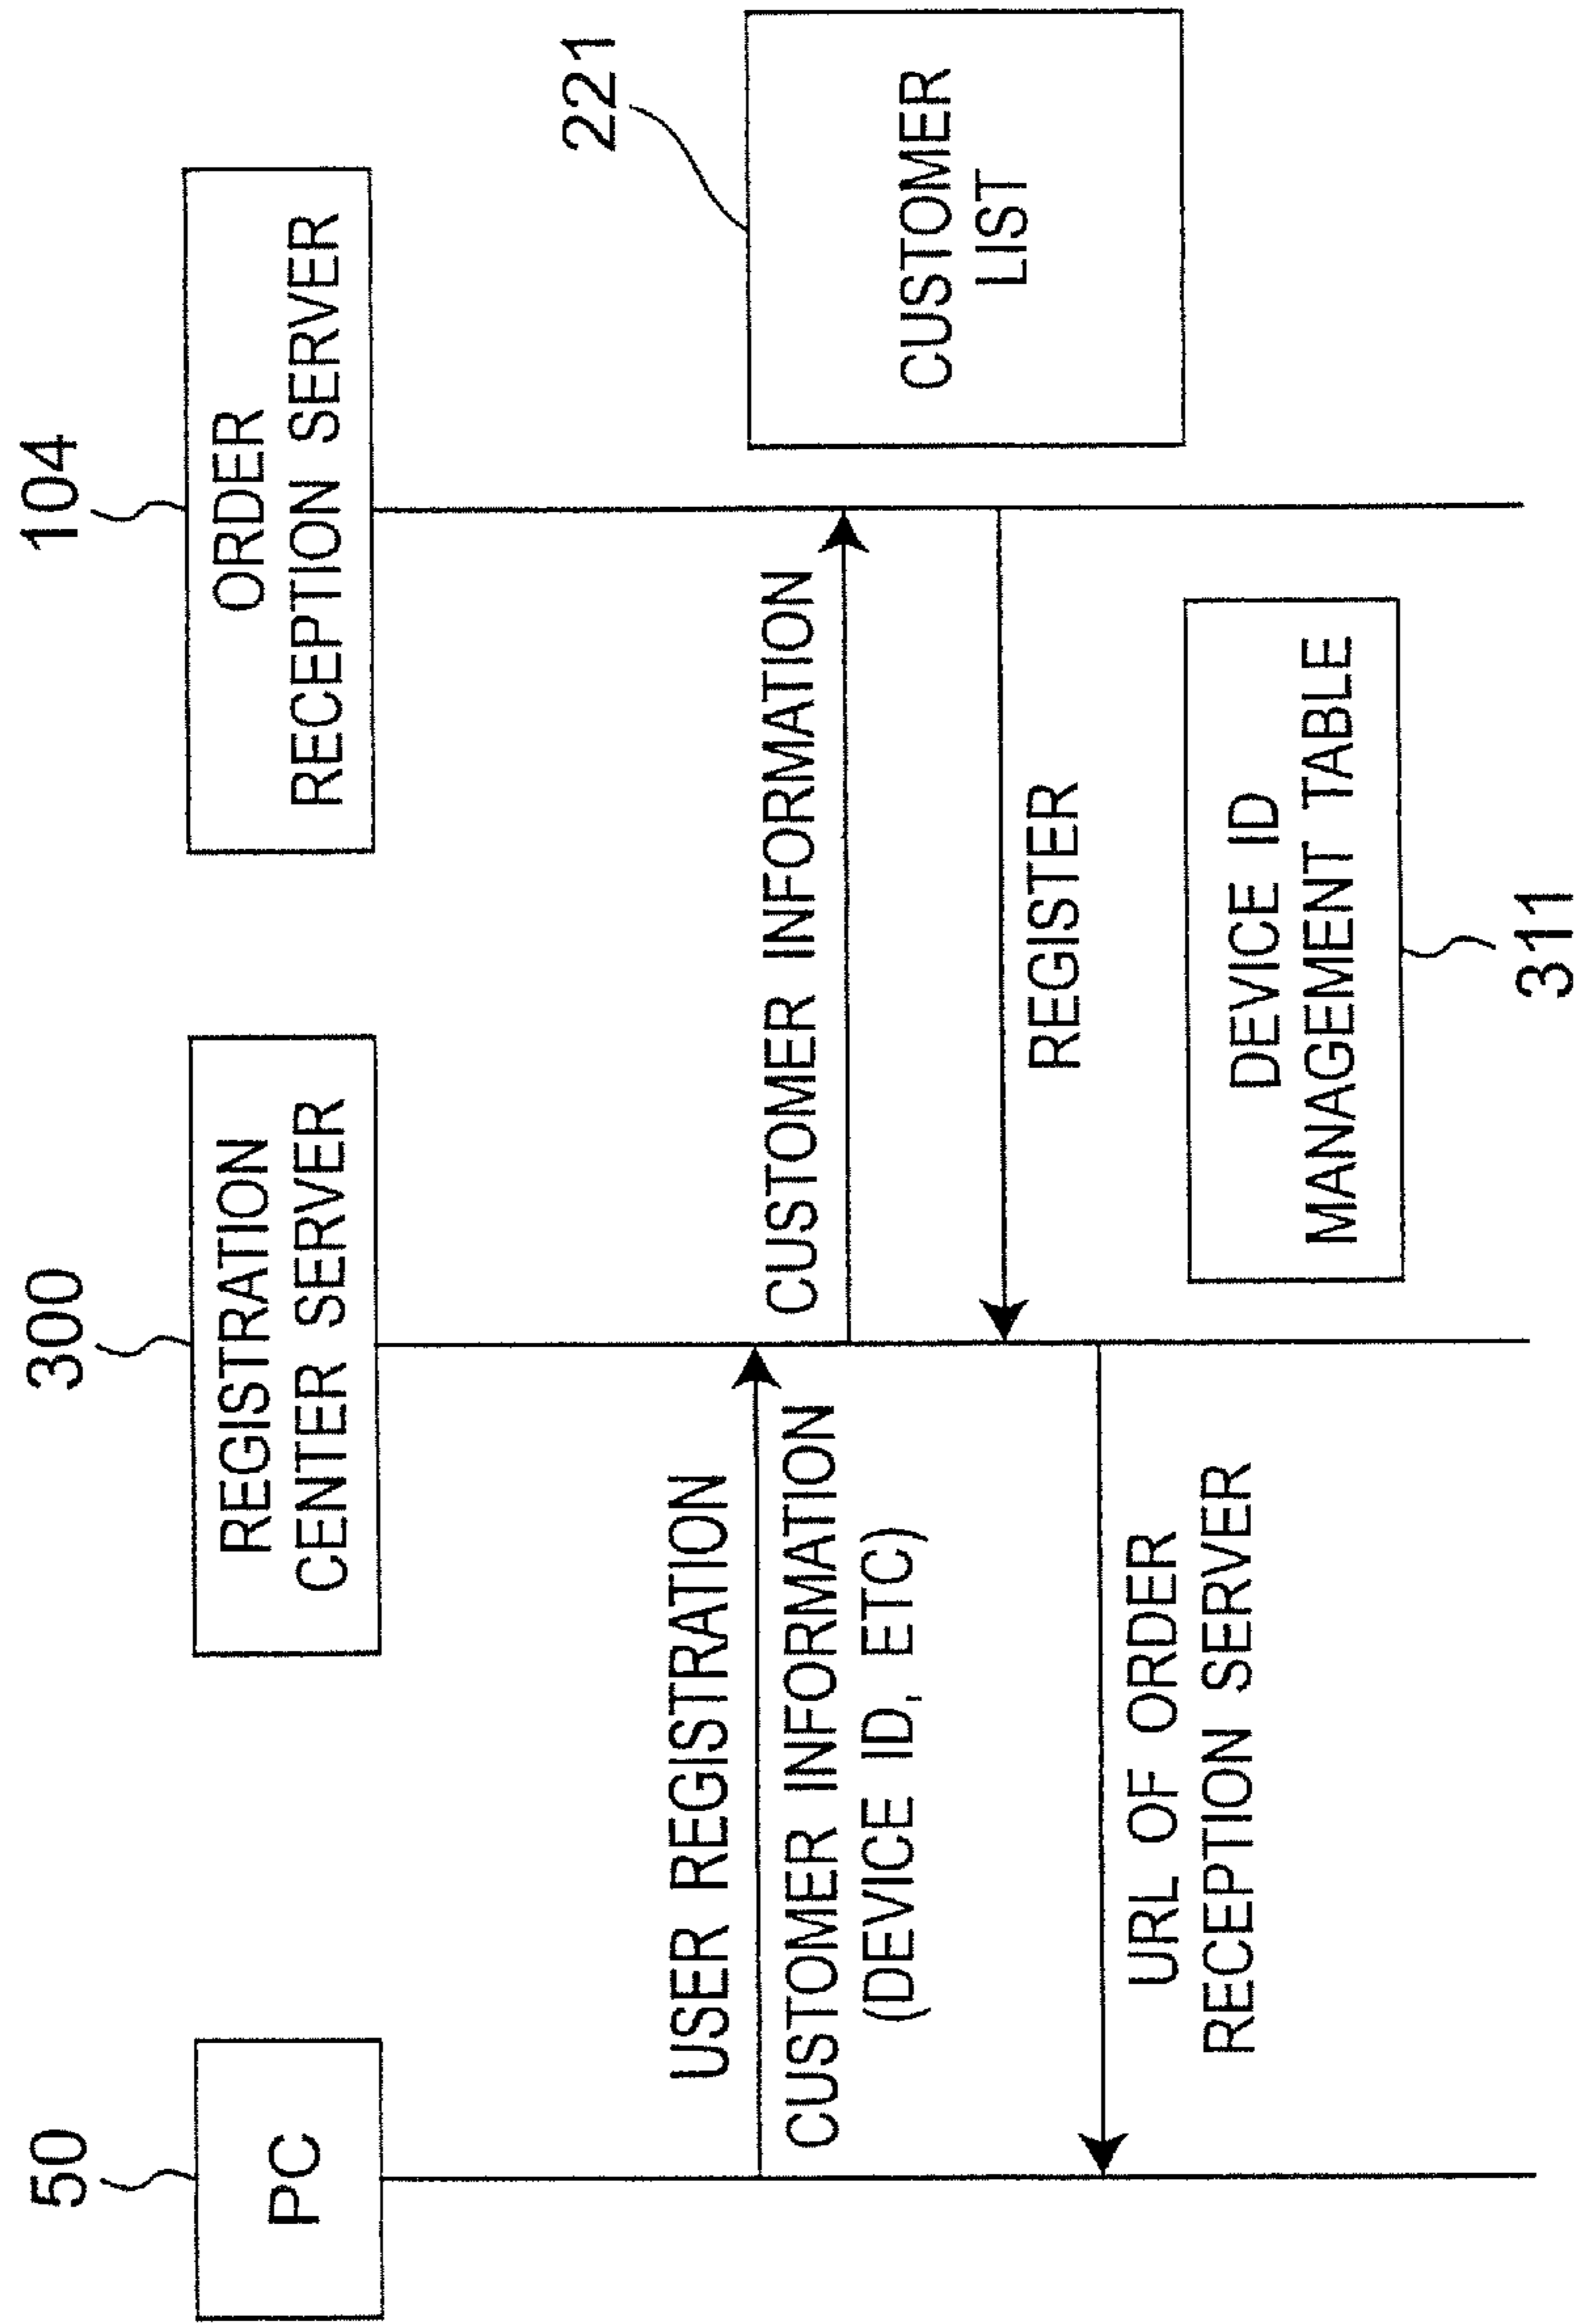 50
300
104
PC
REGISTRATION
CENTER SERVER
ORDER
RECEPTION SERVER
221
USER REGISTRATION
CUSTOMER INFORMATION
(DEVICE ID, ETC)
CUSTOMER INFORMATION
CUSTOMER
LIST
REGISTER
URL OF ORDER
RECEPTION SERVER
DEVICE ID
MANAGEMENT TABLE
311